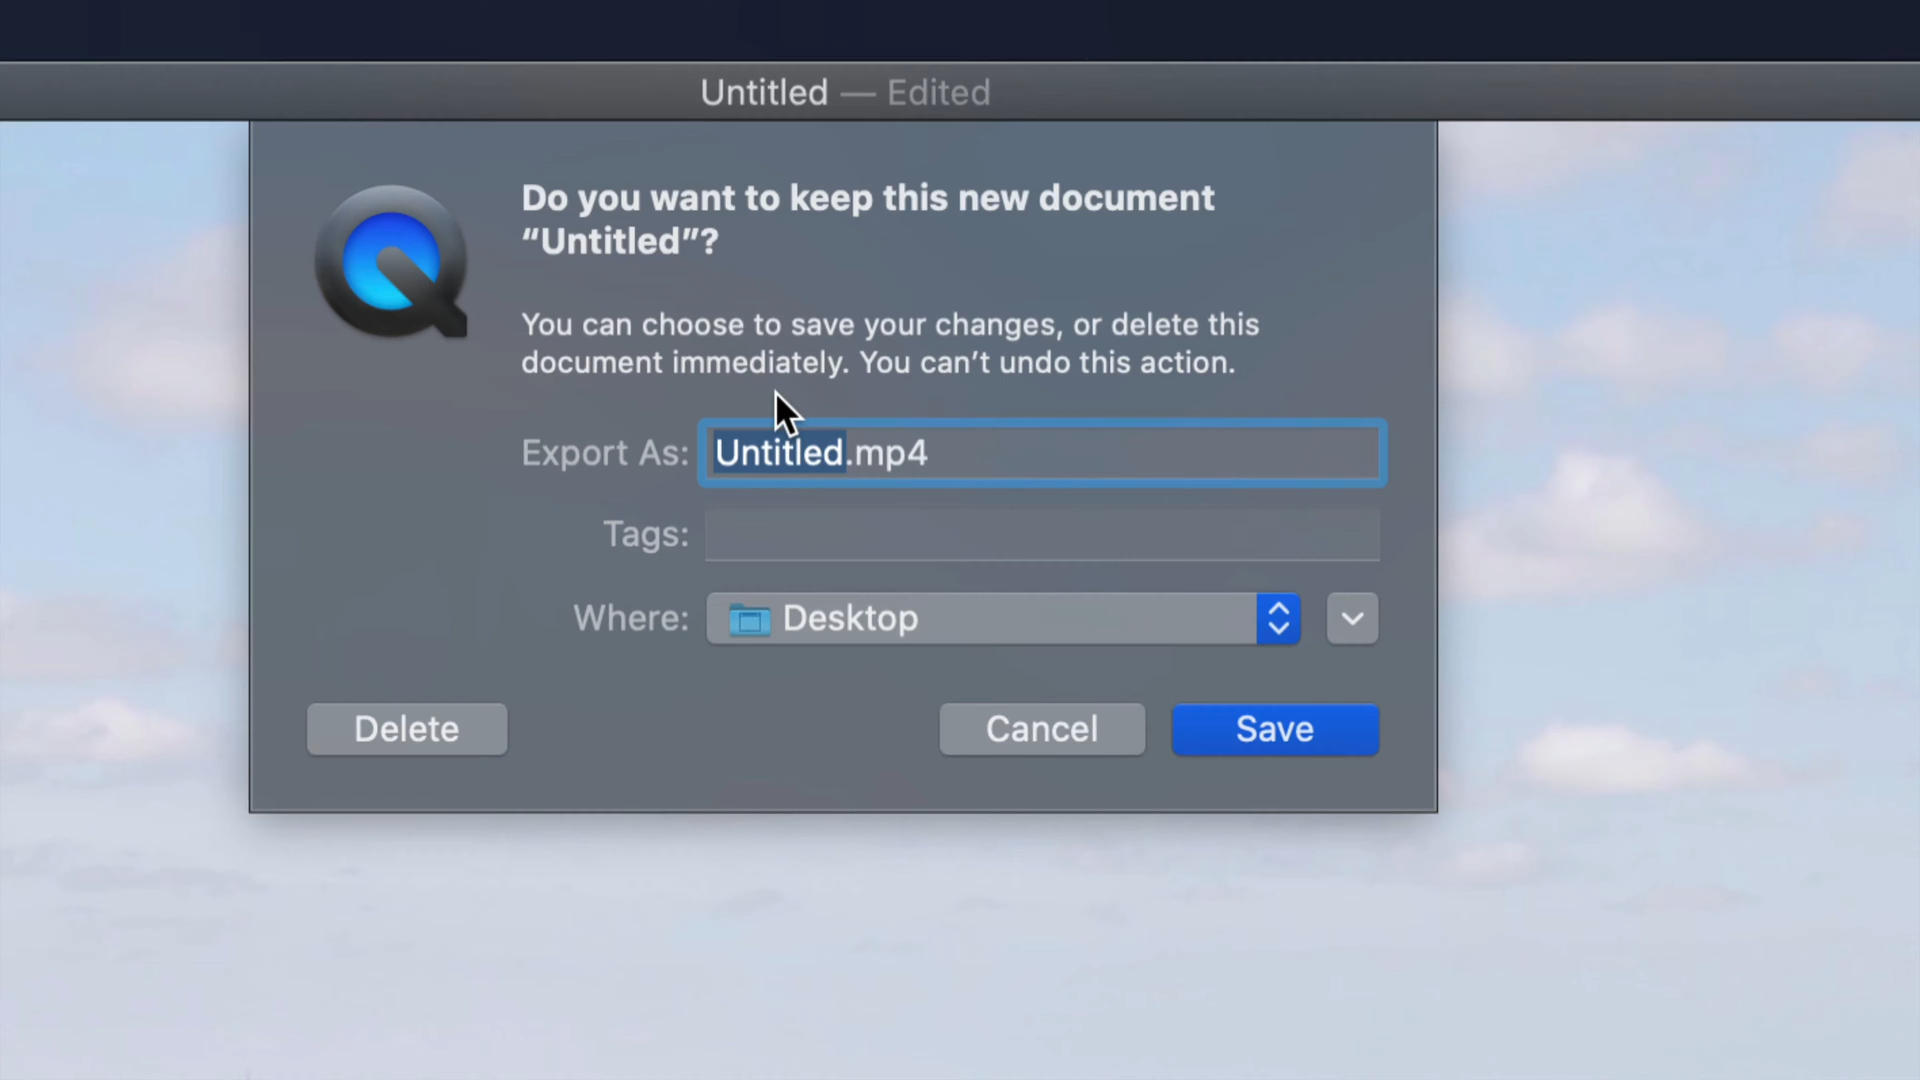 Untitled — Edited
Do you want to keep this new document
“Untitled”?
You can choose to save your changes, or delete this
document immediately. You can’t undo this action.
Export As: Untitled.mp4
Tags:
Where: Desktop
Delete Cancel Save